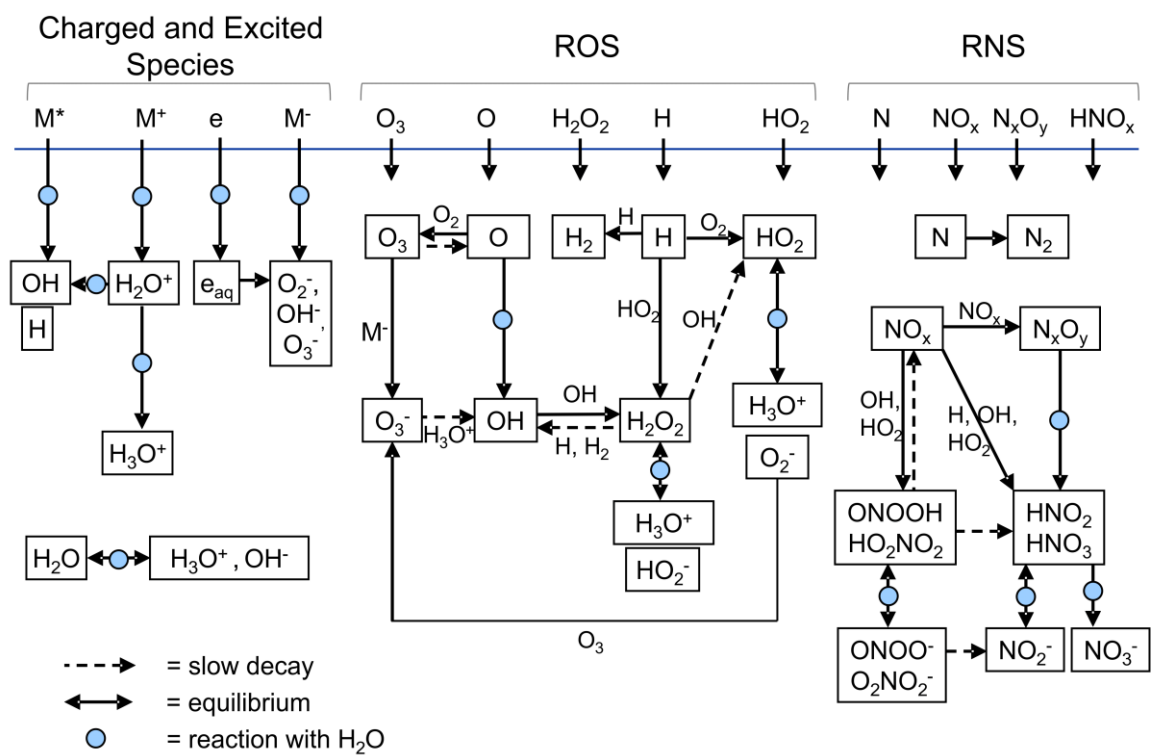 Charged and Excited
Species
ROS
RNS
M* M⁺ e M⁻ O₃ O H₂O₂ H HO₂ N NOₓ NₓOᵧ HNOₓ
O₃ O₂ O H₂ H H O₂ HO₂ N N₂
OH H₂O⁺ e_aq O₂⁻,
H OH⁻,
O₃⁻
M⁻ HO₂ OH
NOₓ NOₓ NₓOᵧ
OH,
HO₂
H, OH,
HO₂
O₃⁻ H₃O⁺ OH OH H₂O₂ H₃O⁺
H, H₂
H₃O⁺ O₂⁻
H₃O⁺
HO₂⁻
ONOOH HNO₂
HO₂NO₂ HNO₃
H₂O H₃O⁺ , OH⁻
O₃
ONOO⁻ NO₂⁻ NO₃⁻
O₂NO₂⁻
= slow decay
= equilibrium
= reaction with H₂O